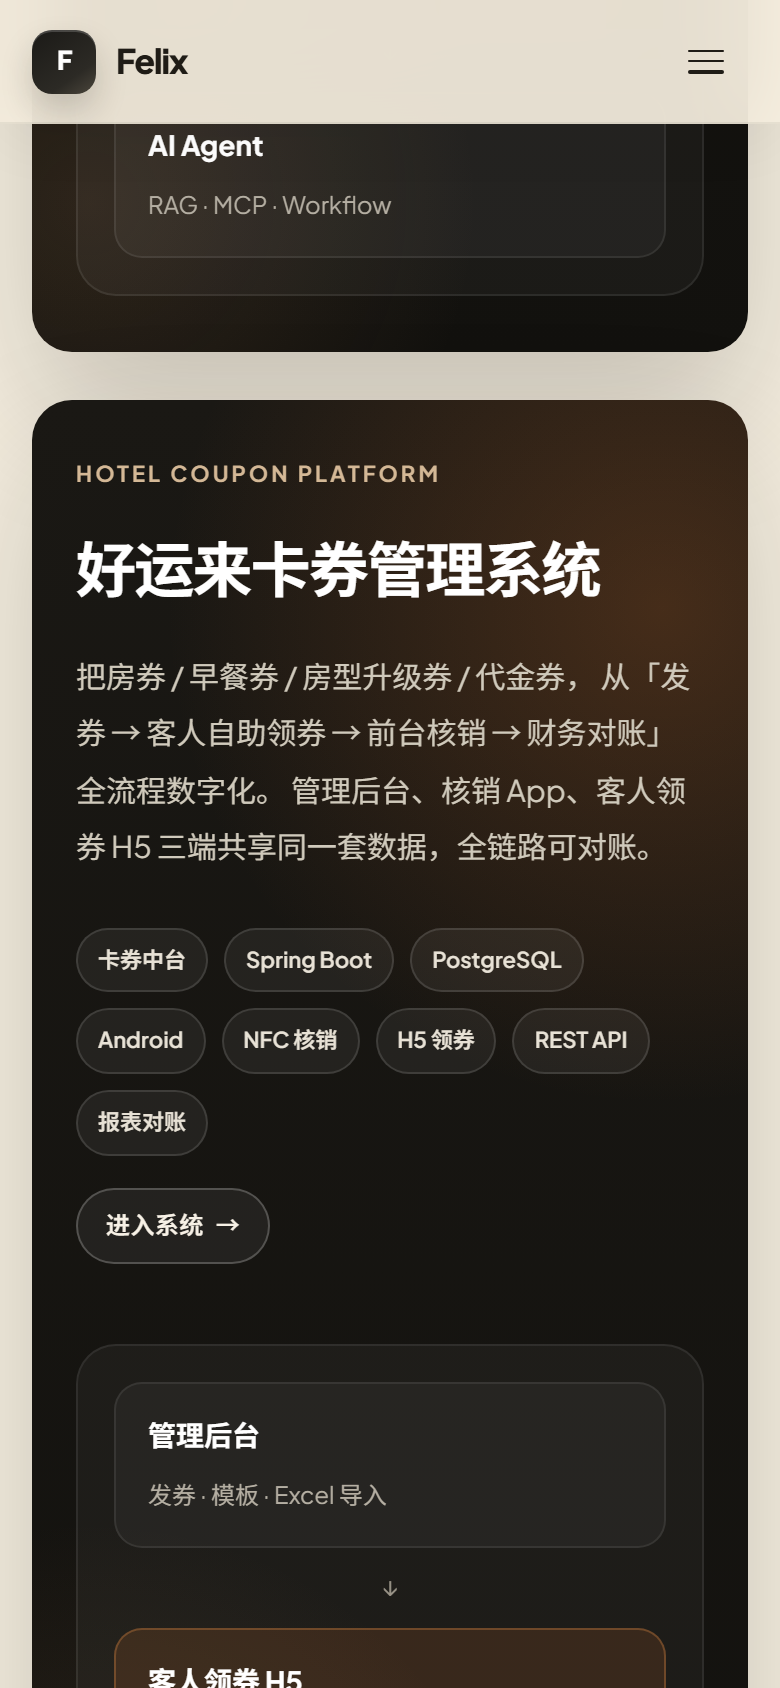 F
Felix
AI Agent
RAG · MCP · Workflow
HOTEL COUPON PLATFORM
好运来卡券管理系统
把房券 / 早餐券 / 房型升级券 / 代金券， 从「发
券 → 客人自助领券 → 前台核销 → 财务对账」
全流程数字化。 管理后台、核销 App、客人领
券 H5 三端共享同一套数据，全链路可对账。
卡券中台 Spring Boot PostgreSQL
Android NFC 核销 H5 领券 REST API
报表对账
进入系统 →
管理后台
发券 · 模板 · Excel 导入
↓
客人领券 H5